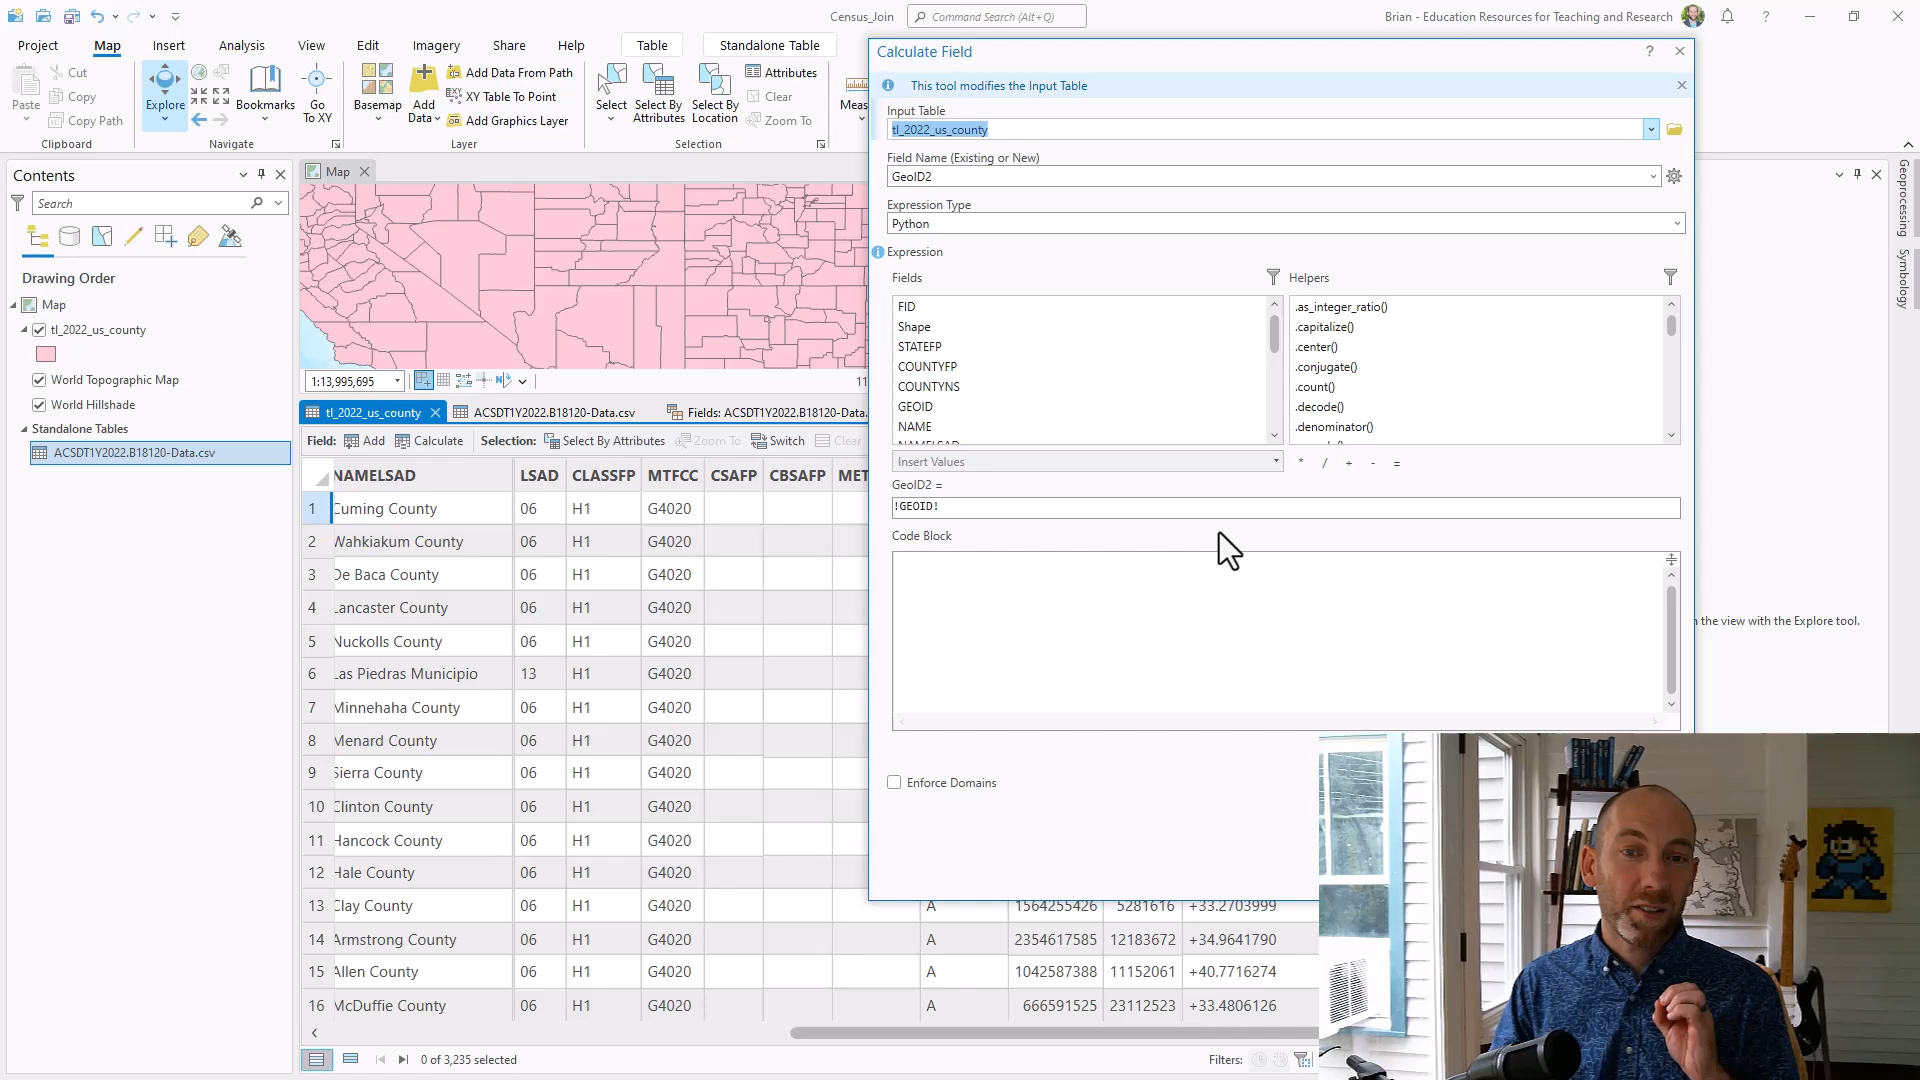 Census_Join
Command Search (Alt+Q)
Brian - Education Resources for Teaching and Research
Project Map Insert Analysis View Edit Imagery Share Help Table Standalone Table
Paste
Cut
Copy
Copy Path
Clipboard
Explore
Bookmarks
Go To XY
Navigate
Basemap
Add Data
Add Data From Path
XY Table To Point
Add Graphics Layer
Layer
Select
Select By Attributes
Select By Location
Attributes
Clear
Zoom To
Selection
Meas
Contents
Search
Drawing Order
Map
tl_2022_us_county
World Topographic Map
World Hillshade
Standalone Tables
ACSDT1Y2022.B18120-Data.csv
Map
1:13,995,695
11
tl_2022_us_county ACSDT1Y2022.B18120-Data.csv Fields: ACSDT1Y2022.B18120-Data.
Field: Add Calculate Selection: Select By Attributes Zoom To Switch Clear
NAMELSAD LSAD CLASSFP MTFCC CSAFP CBSAFP MET
1 Cuming County 06 H1 G4020
2 Wahkiakum County 06 H1 G4020
3 De Baca County 06 H1 G4020
4 Lancaster County 06 H1 G4020
5 Nuckolls County 06 H1 G4020
6 Las Piedras Municipio 13 H1 G4020
7 Minnehaha County 06 H1 G4020
8 Menard County 06 H1 G4020
9 Sierra County 06 H1 G4020
10 Clinton County 06 H1 G4020
11 Hancock County 06 H1 G4020
12 Hale County 06 H1 G4020
13 Clay County 06 H1 G4020 A 1564255426 5281616 +33.2703999
14 Armstrong County 06 H1 G4020 A 2354617585 12183672 +34.9641790
15 Allen County 06 H1 G4020 A 1042587388 11152061 +40.7716274
16 McDuffie County 06 H1 G4020 A 666591525 23112523 +33.4806126
0 of 3,235 selected
Filters:
Calculate Field
This tool modifies the Input Table
Input Table
tl_2022_us_county
Field Name (Existing or New)
GeoID2
Expression Type
Python
Expression
Fields
FID
Shape
STATEFP
COUNTYFP
COUNTYNS
GEOID
NAME
NAMELSAD
Helpers
.as_integer_ratio()
.capitalize()
.center()
.conjugate()
.count()
.decode()
.denominator()
Insert Values
* / + - =
GeoID2 =
!GEOID!
Code Block
Enforce Domains
n the view with the Explore tool.
Geoprocessing
Symbology